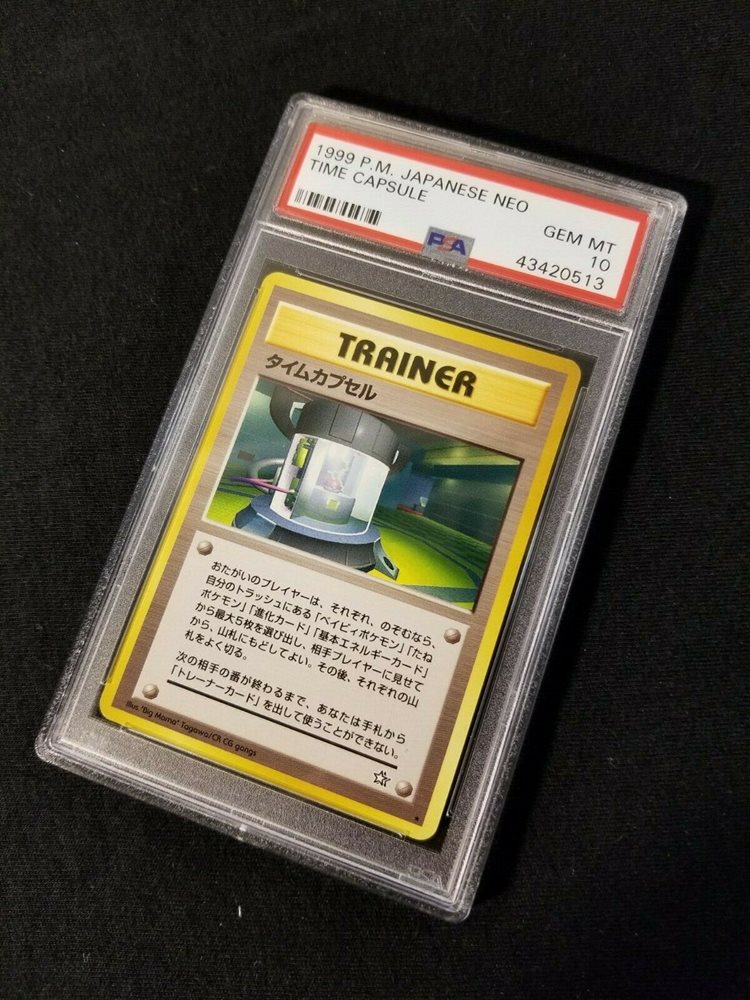 1999 P.M. JAPANESE NEO
TIME CAPSULE
GEM MT
10
PSA
43420513
TRAINER
タイムカプセル
おたがいのプレイヤーは、それぞれ、のぞむなら、
自分のトラッシュにある「ベイビィポケモン」「たね
ポケモン」「進化カード」「基本エネルギーカード」
から最大5枚を選び出し、相手プレイヤーに見せて
から、山札にもどしてよい。その後、それぞれの山
札をよく切る。
次の相手の番が終わるまで、あなたは手札から
「トレーナーカード」を出して使うことができない。
Illus. "Big Mama" Tagawa/CR CG gangs